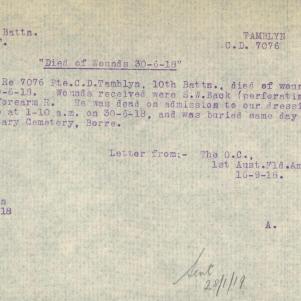 Battn. TAMBLYN
C.D. 7076
"Died of Wounds 30-6-18"
Re 7076 Pte.C.D.Tamblyn, 10th Battn., died of woun
-6-18. Wounds received were S.W.Back (perforatin
forearm R. He was dead on admission to our dressi
at 1-10 a.m. on 30-6-18, and was buried same day
ary Cemetery, Borre.
Letter from:- The O.C.,
1st Aust.Fld.Am
10-9-18.
n
18
A.
Sent
28/1/19